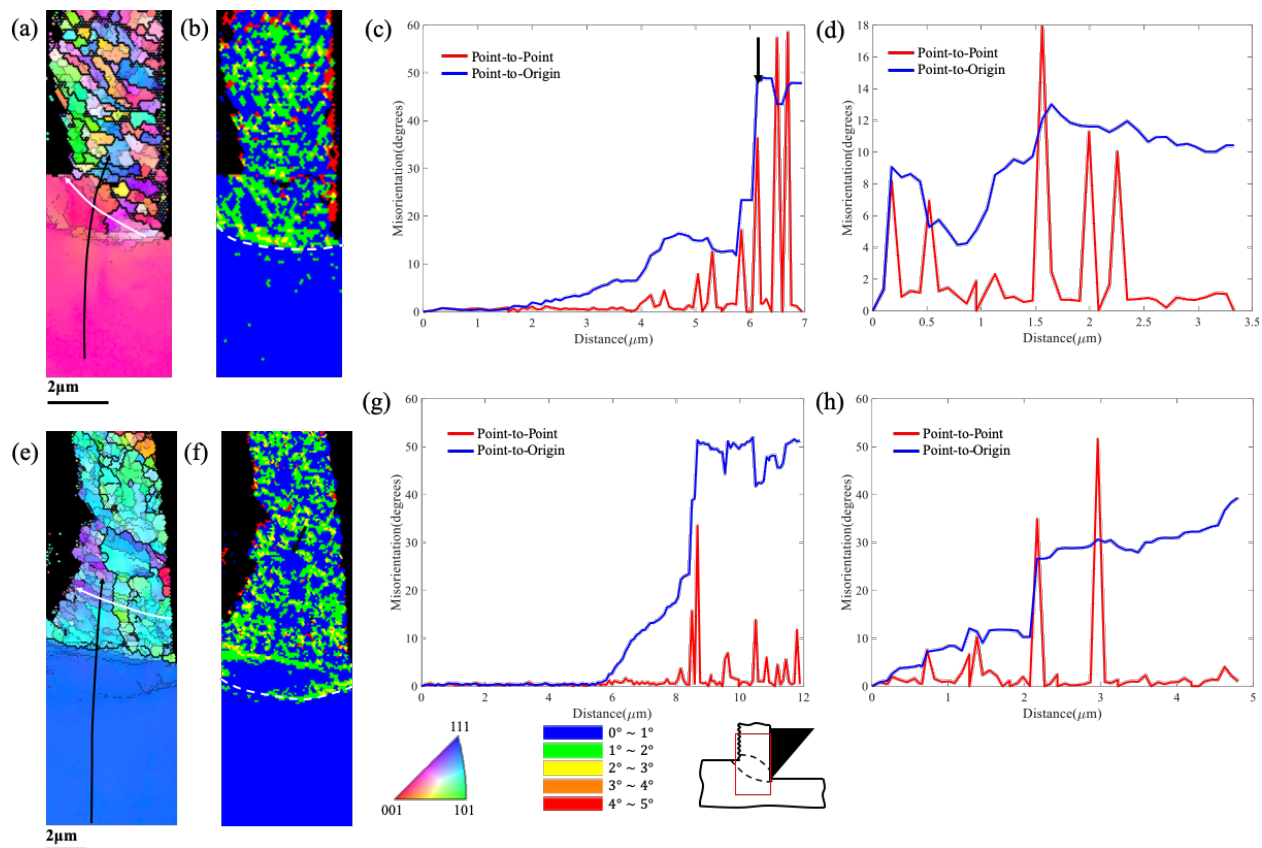 (a)
(b)
(c)
(d)
Point-to-Point
Point-to-Origin
Misorientation(degrees)
60
50
40
30
20
10
0
0 1 2 3 4 5 6 7
Distance(μm)
Point-to-Point
Point-to-Origin
Misorientation(degrees)
18
16
14
12
10
8
6
4
2
0
0 0.5 1 1.5 2 2.5 3 3.5
Distance(μm)
2μm
(e)
(f)
(g)
(h)
Point-to-Point
Point-to-Origin
Misorientation(degrees)
60
50
40
30
20
10
0
0 2 4 6 8 10 12
Distance(μm)
Point-to-Point
Point-to-Origin
Misorientation(degrees)
60
50
40
30
20
10
0
0 1 2 3 4 5
Distance(μm)
2μm
111
001 101
0° ~ 1°
1° ~ 2°
2° ~ 3°
3° ~ 4°
4° ~ 5°